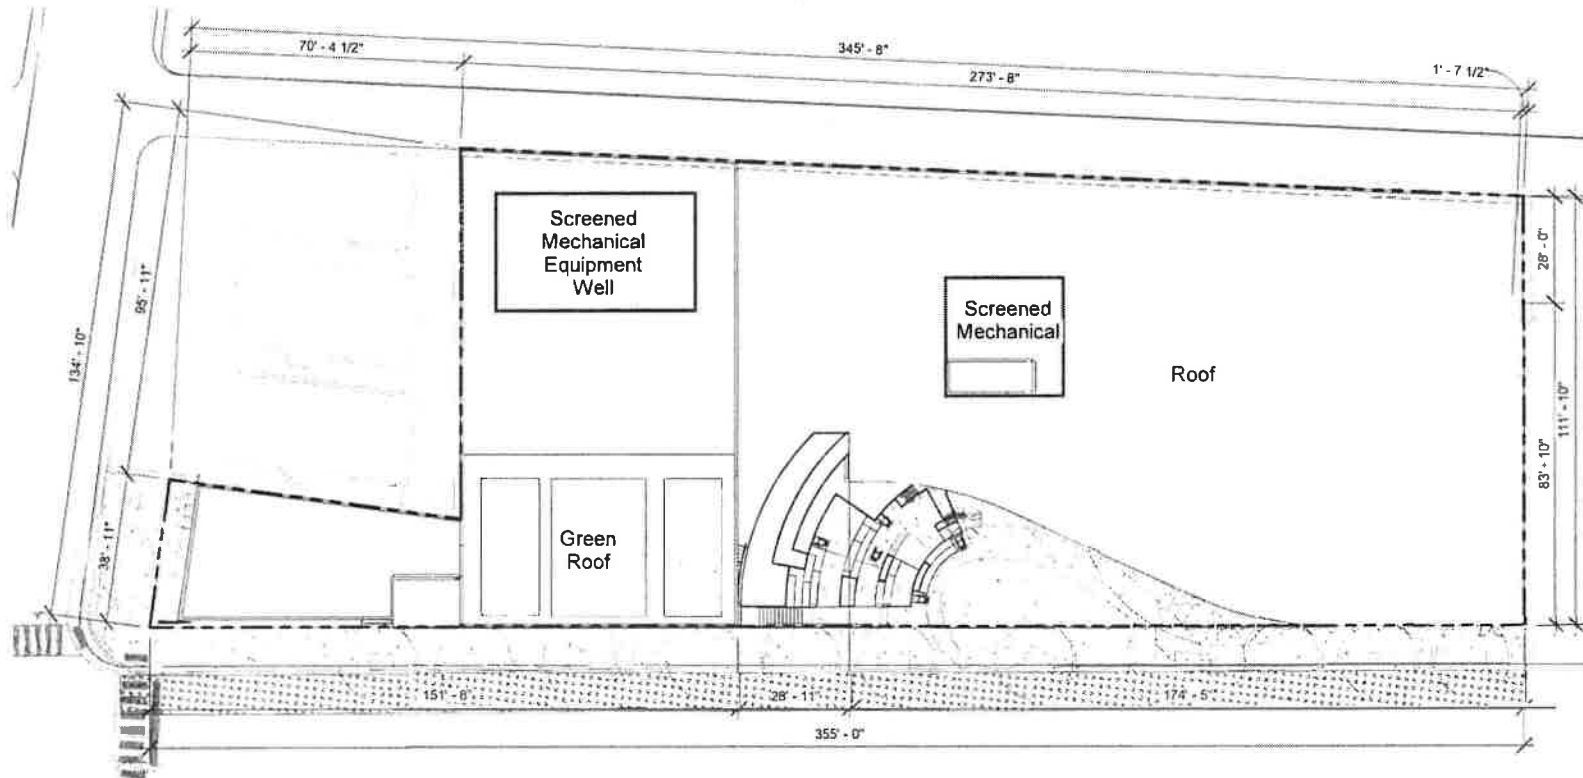 345' - 8"
70' - 4 1/2"
273' - 8"
1' - 7 1/2"
Screened
Mechanical
Equipment
Well
Screened
Mechanical
Roof
Green
Roof
134' - 10"
95' - 11"
38' - 11"
28' - 0"
111' - 10"
83' - 10"
151' - 8"
28' - 11"
174' - 5"
355' - 0"